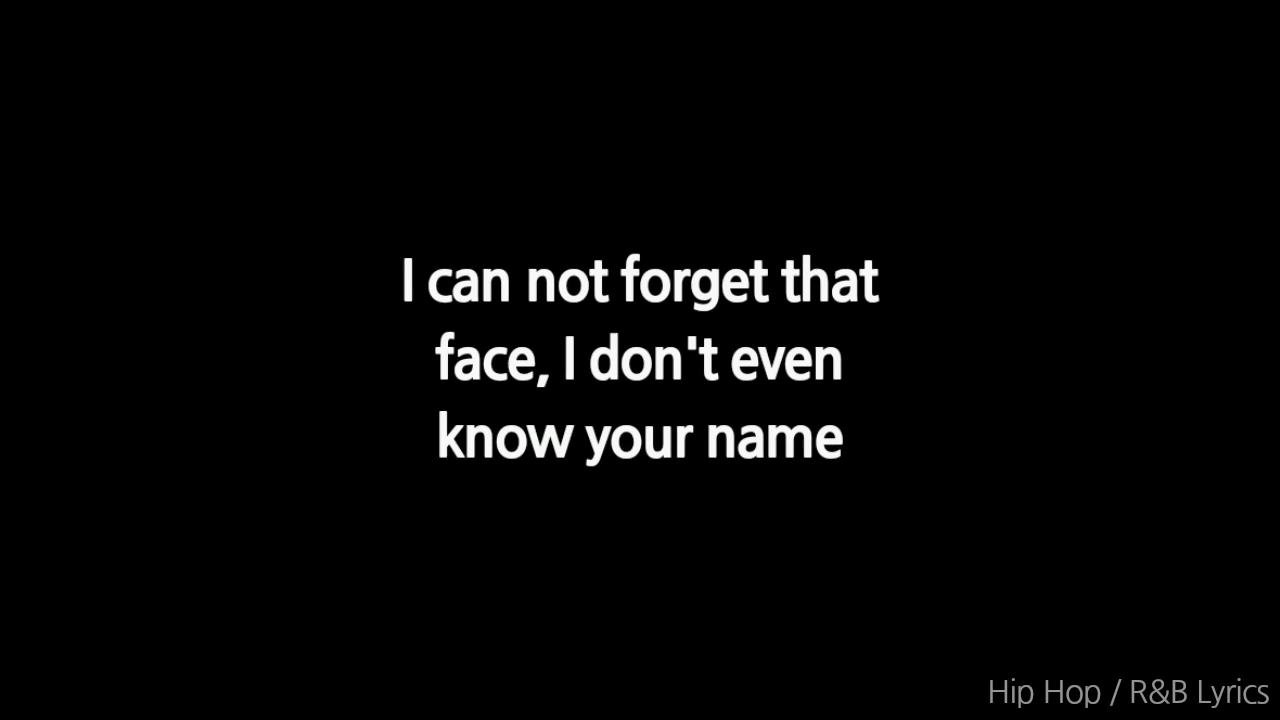 I can not forget that
face, I don't even
know your name
Hip Hop / R&B Lyrics